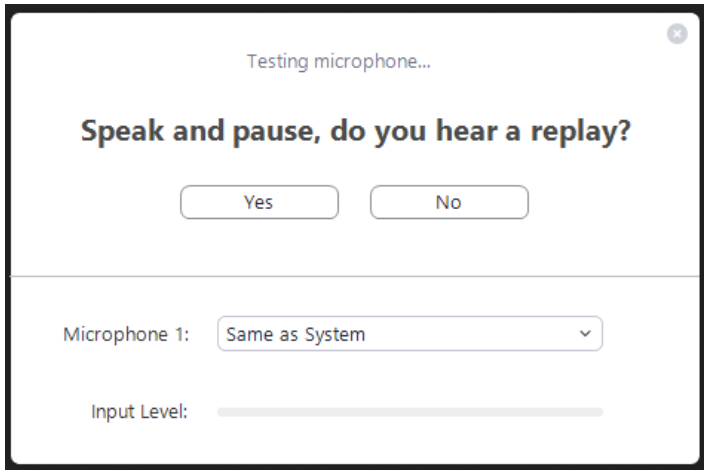 Testing microphone...
Speak and pause, do you hear a replay?
Yes
No
Microphone 1:
Same as System
Input Level: